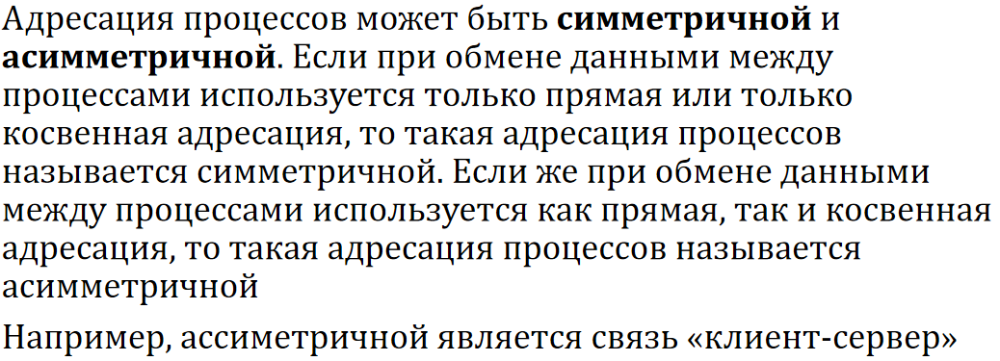 Адресация процессов может быть симметричной и
асимметричной. Если при обмене данными между
процессами используется только прямая или только
косвенная адресация, то такая адресация процессов
называется симметричной. Если же при обмене данными
между процессами используется как прямая, так и косвенная
адресация, то такая адресация процессов называется
асимметричной
Например, ассиметричной является связь «клиент-сервер»